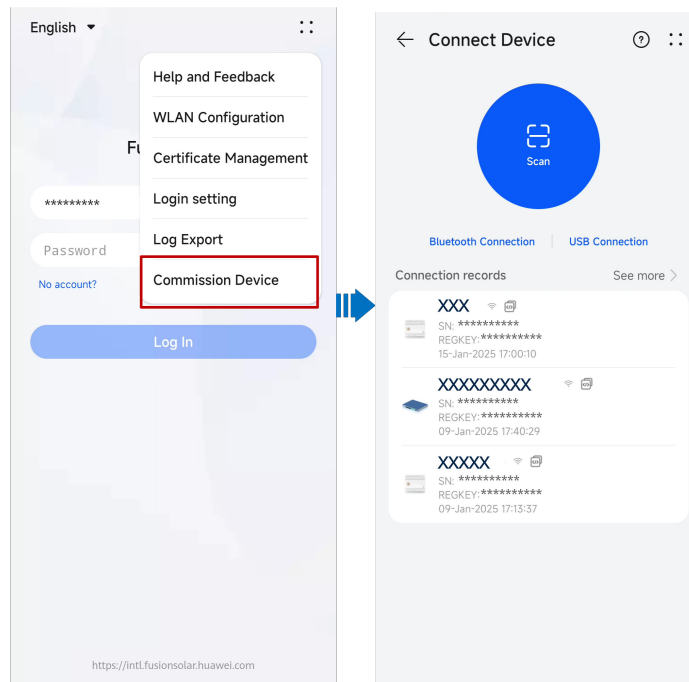 English
Help and Feedback
WLAN Configuration
Certificate Management
*********
Login setting
Password
Log Export
No account?
Commission Device
Log In
https://intl.fusionsolar.huawei.com
Connect Device
Scan
Bluetooth Connection
USB Connection
Connection records
See more
XXX
SN: **********
REGKEY:**********
15-Jan-2025 17:00:10
XXXXXXXXX
SN: **********
REGKEY:**********
09-Jan-2025 17:40:29
XXXXX
SN: **********
REGKEY:**********
09-Jan-2025 17:13:37